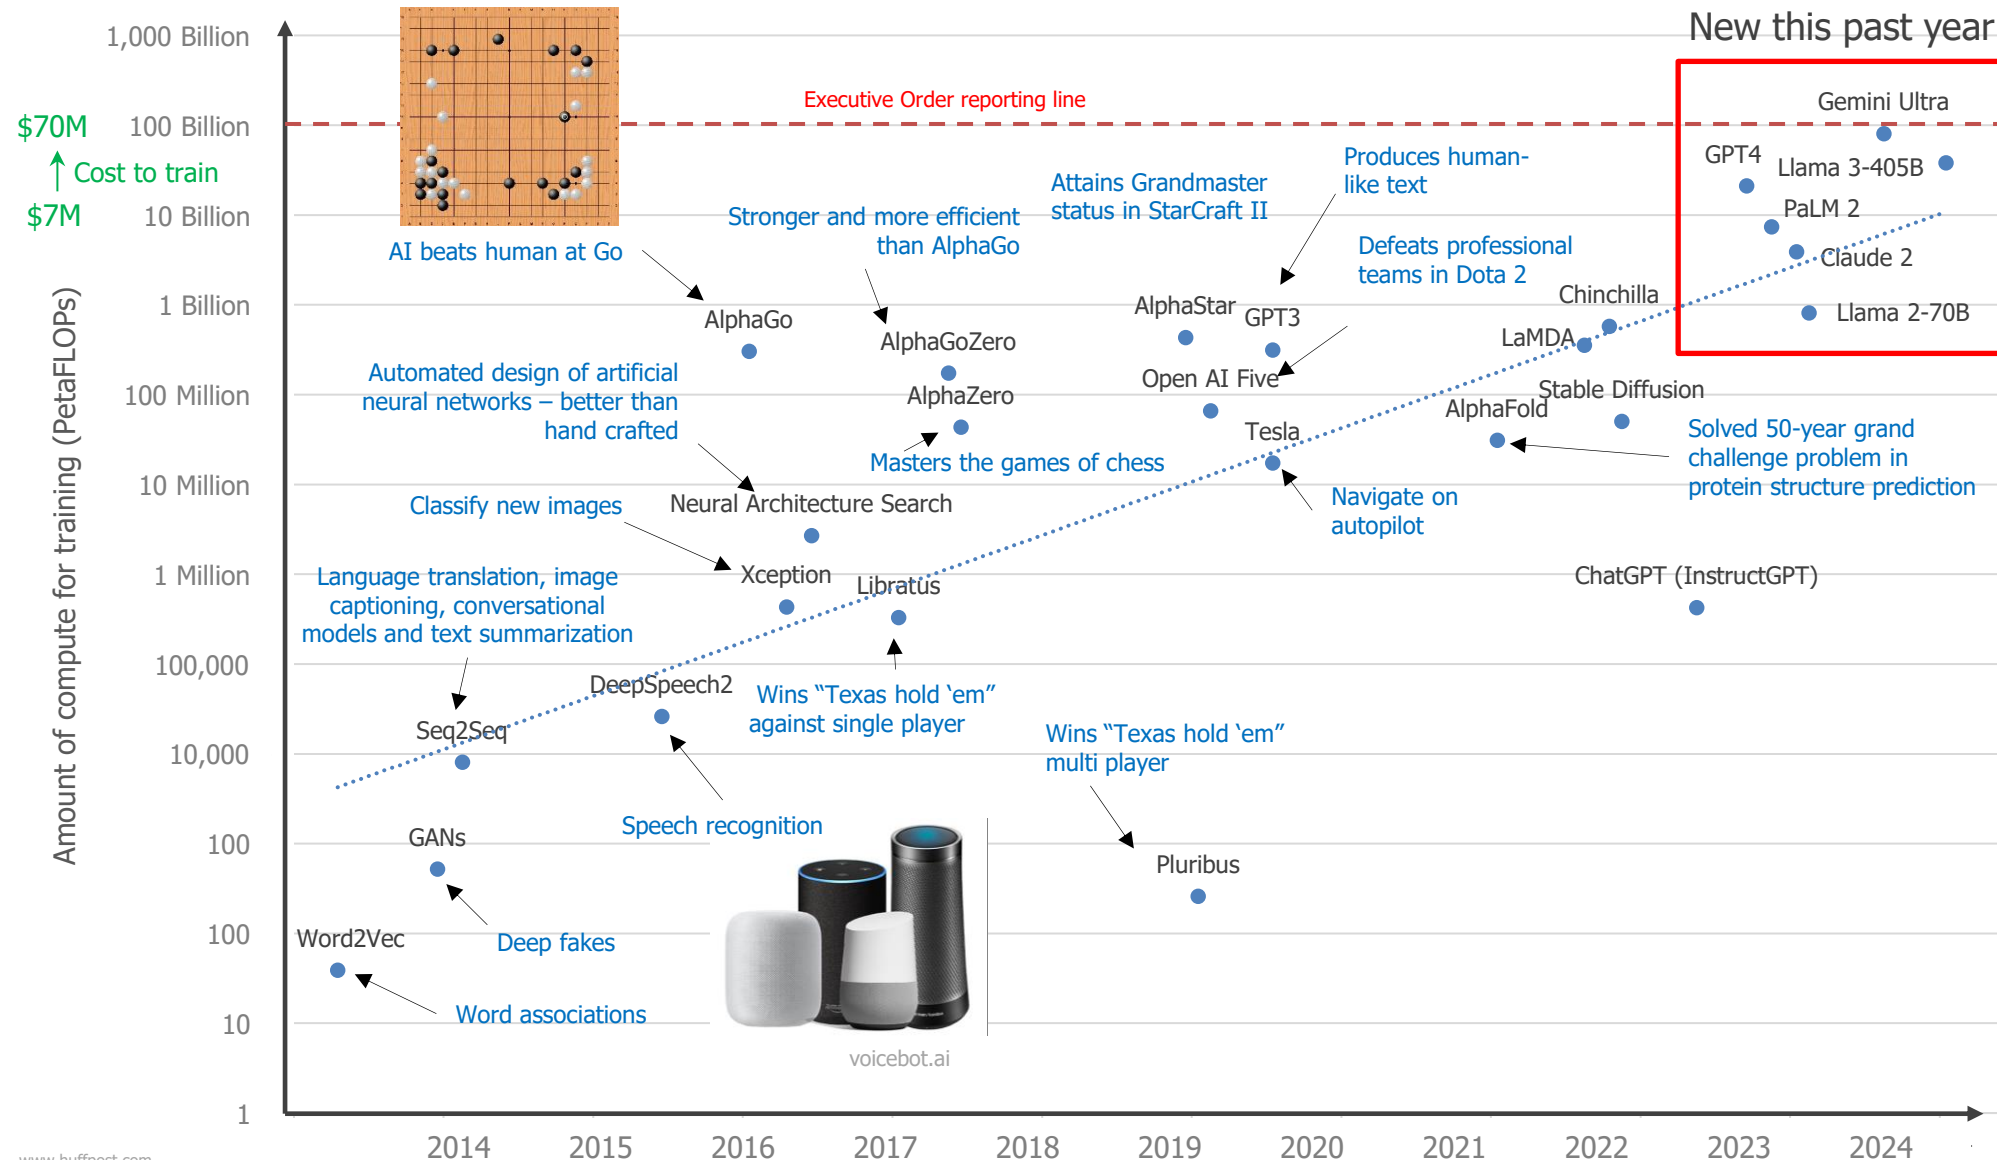 New this past year
1,000 Billion
Gemini Ultra
Executive Order reporting line
$70M
100 Billion
Cost to train
$7M
10 Billion
GPT4
Llama 3-405B
PaLM 2
Claude 2
Llama 2-70B
Produces human-
like text
Attains Grandmaster
status in StarCraft II
Stronger and more efficient
than AlphaGo
AI beats human at Go
Defeats professional
teams in Dota 2
1 Billion
AlphaGo
AlphaGoZero
AlphaStar
GPT3
Chinchilla
LaMDA
Automated design of artificial
neural networks – better than
hand crafted
100 Million
AlphaZero
Open AI Five
Stable Diffusion
AlphaFold
Tesla
Masters the games of chess
Solved 50-year grand
challenge problem in
protein structure prediction
10 Million
Classify new images
Neural Architecture Search
Navigate on
autopilot
1 Million
Language translation, image
captioning, conversational
models and text summarization
Xception
Libratus
ChatGPT (InstructGPT)
100,000
DeepSpeech2
Wins “Texas hold ‘em”
against single player
Seq2Seq
10,000
Wins “Texas hold ‘em”
multi player
Speech recognition
100
GANs
Pluribus
100
Word2Vec
Deep fakes
10
Word associations
voicebot.ai
1
Amount of compute for training (PetaFLOPs)
2014
2015
2016
2017
2018
2019
2020
2021
2022
2023
2024
www.huffpost.com